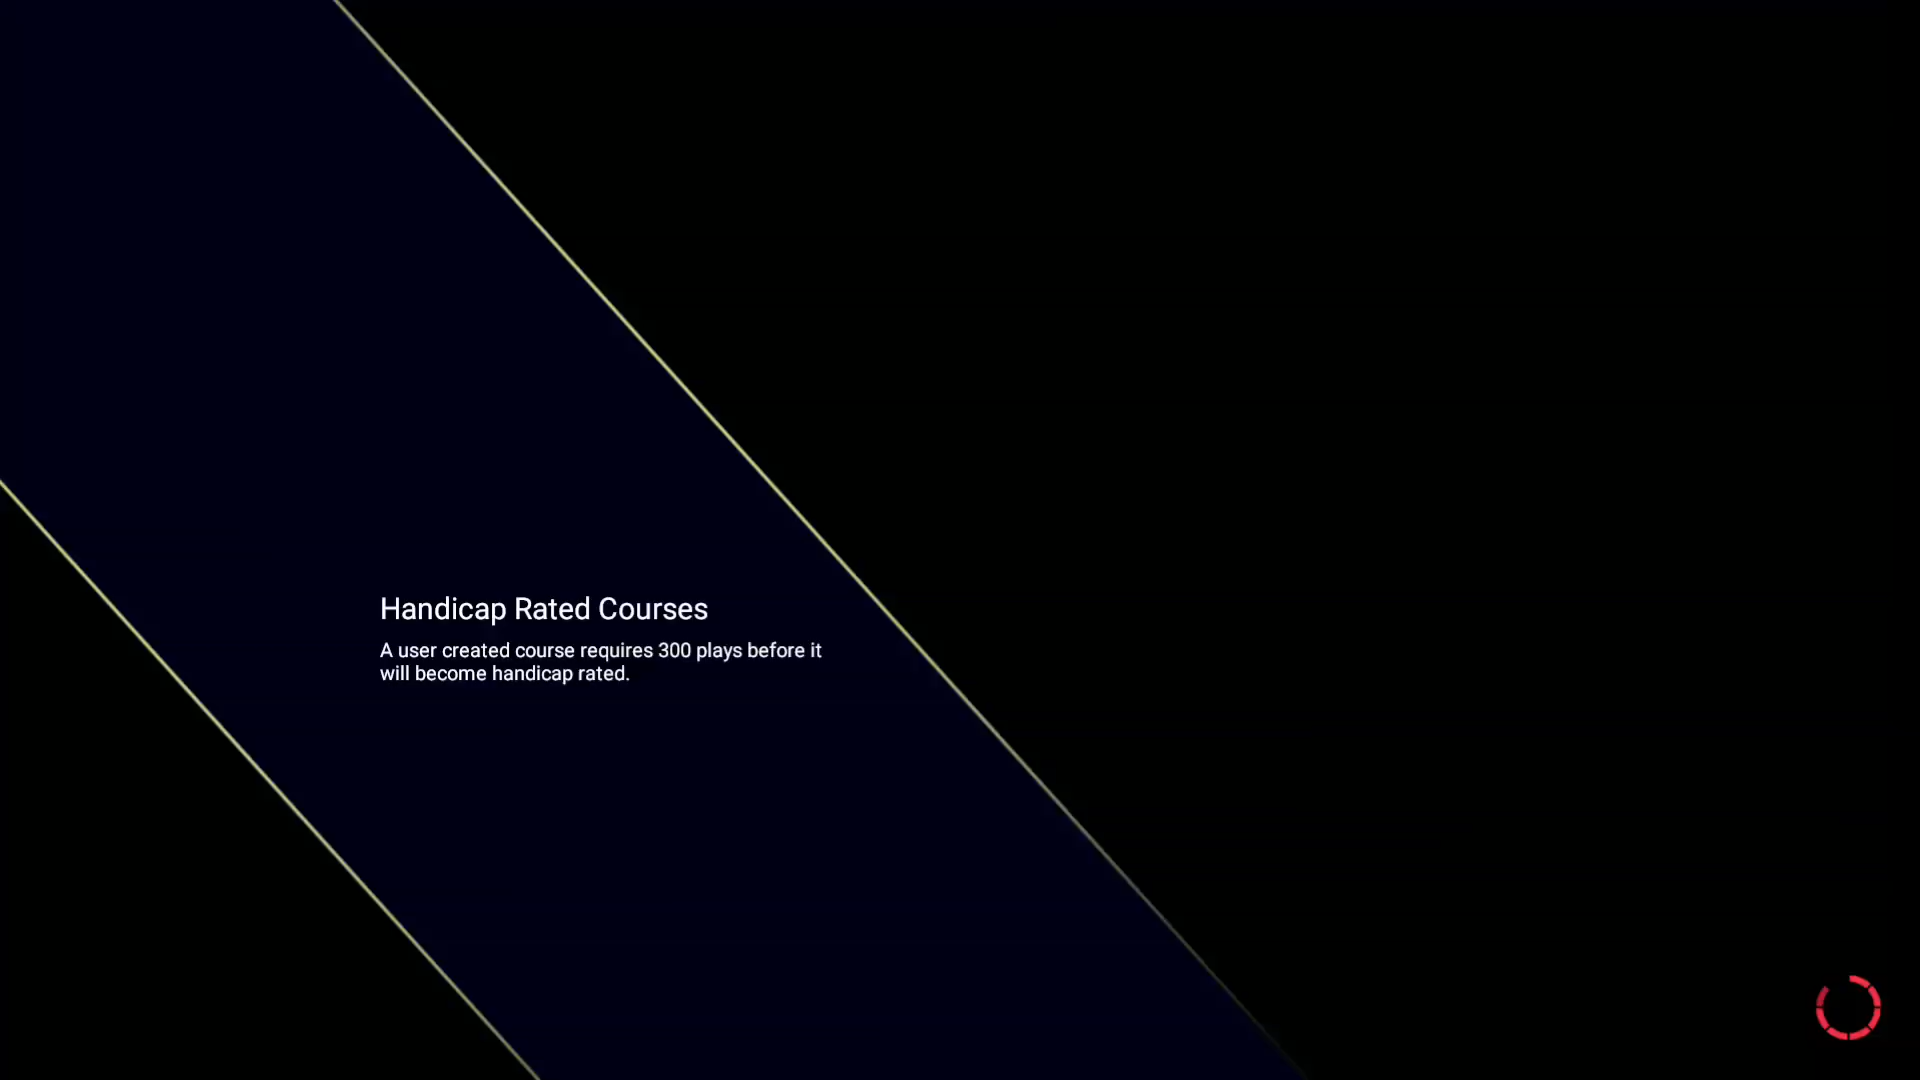 Handicap Rated Courses
A user created course requires 300 plays before it
will become handicap rated.